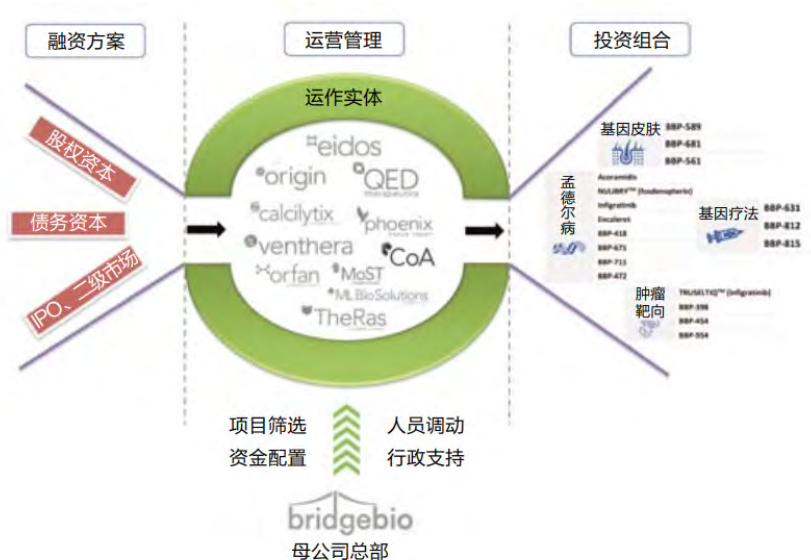 融资方案
运营管理
投资组合
股权资本
债务资本
IPO、二级市场
运作实体
eidos
origin
QED
therapeutics
calcilytix
phoenix
venthera
CoA
orfan
MoST
ML BioSolutions
TheRas
基因皮肤
BBP-589
BBP-681
BBP-561
孟德尔病
Acoramidis
NULIBRY™ (fosdenopterin)
Infigratinib
Encaleret
BBP-418
BBP-671
BBP-711
BBP-472
基因疗法
BBP-631
BBP-812
BBP-815
肿瘤
靶向
TRUSELTIQ™ (infigratinib)
BBP-398
BBP-454
BBP-954
项目筛选
人员调动
资金配置
行政支持
bridgebio
母公司总部